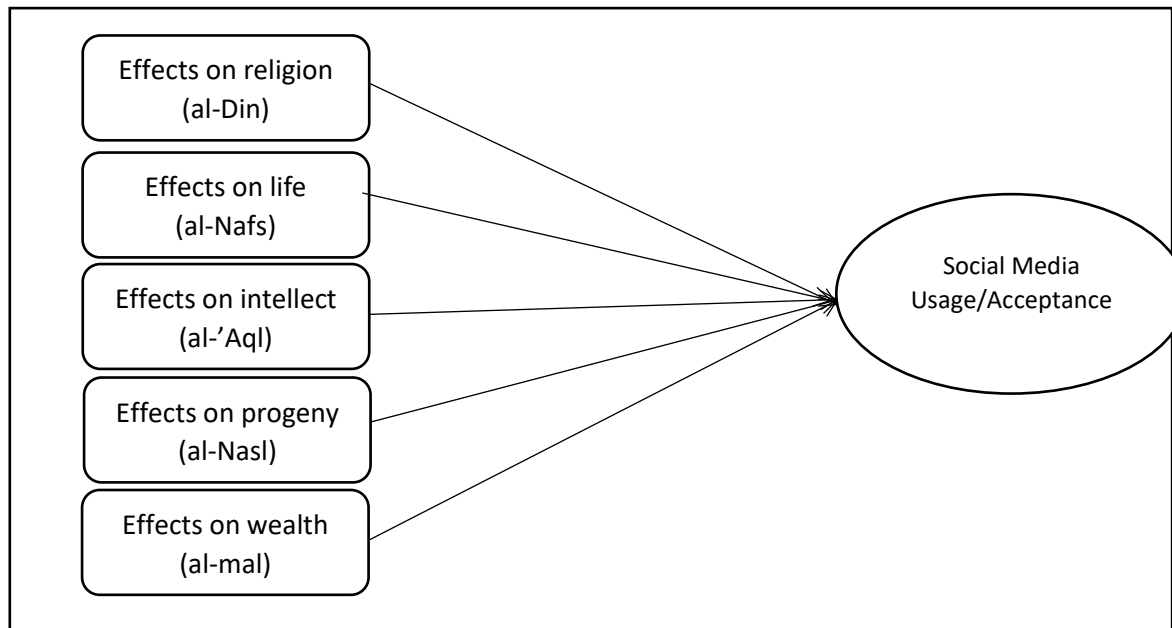 Effects on religion
(al-Din)
Effects on life
(al-Nafs)
Effects on intellect
(al-’Aql)
Effects on progeny
(al-Nasl)
Effects on wealth
(al-mal)
Social Media
Usage/Acceptance